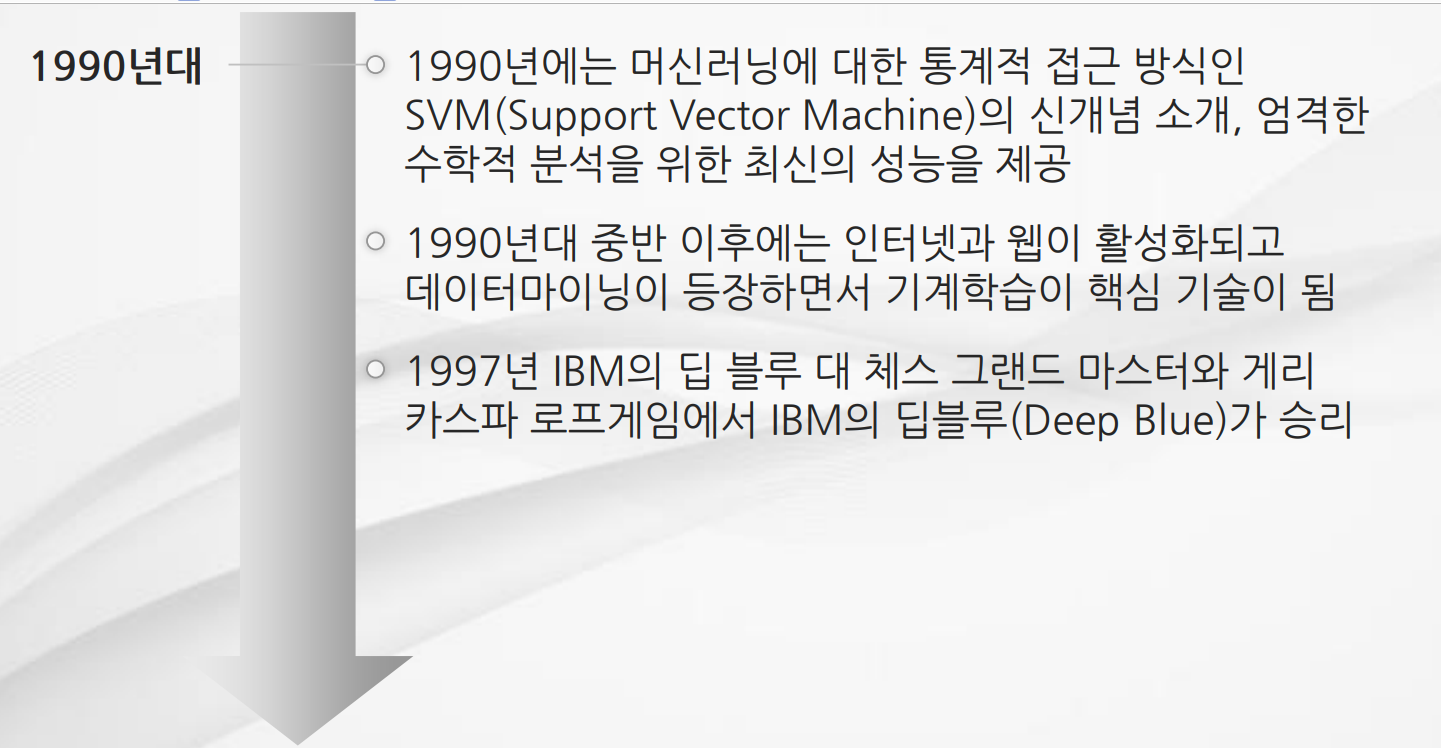 1990년대
1990년에는 머신러닝에 대한 통계적 접근 방식인
SVM(Support Vector Machine)의 신개념 소개, 엄격한
수학적 분석을 위한 최신의 성능을 제공
1990년대 중반 이후에는 인터넷과 웹이 활성화되고
데이터마이닝이 등장하면서 기계학습이 핵심 기술이 됨
1997년 IBM의 딥 블루 대 체스 그랜드 마스터와 게리
카스파 로프게임에서 IBM의 딥블루(Deep Blue)가 승리